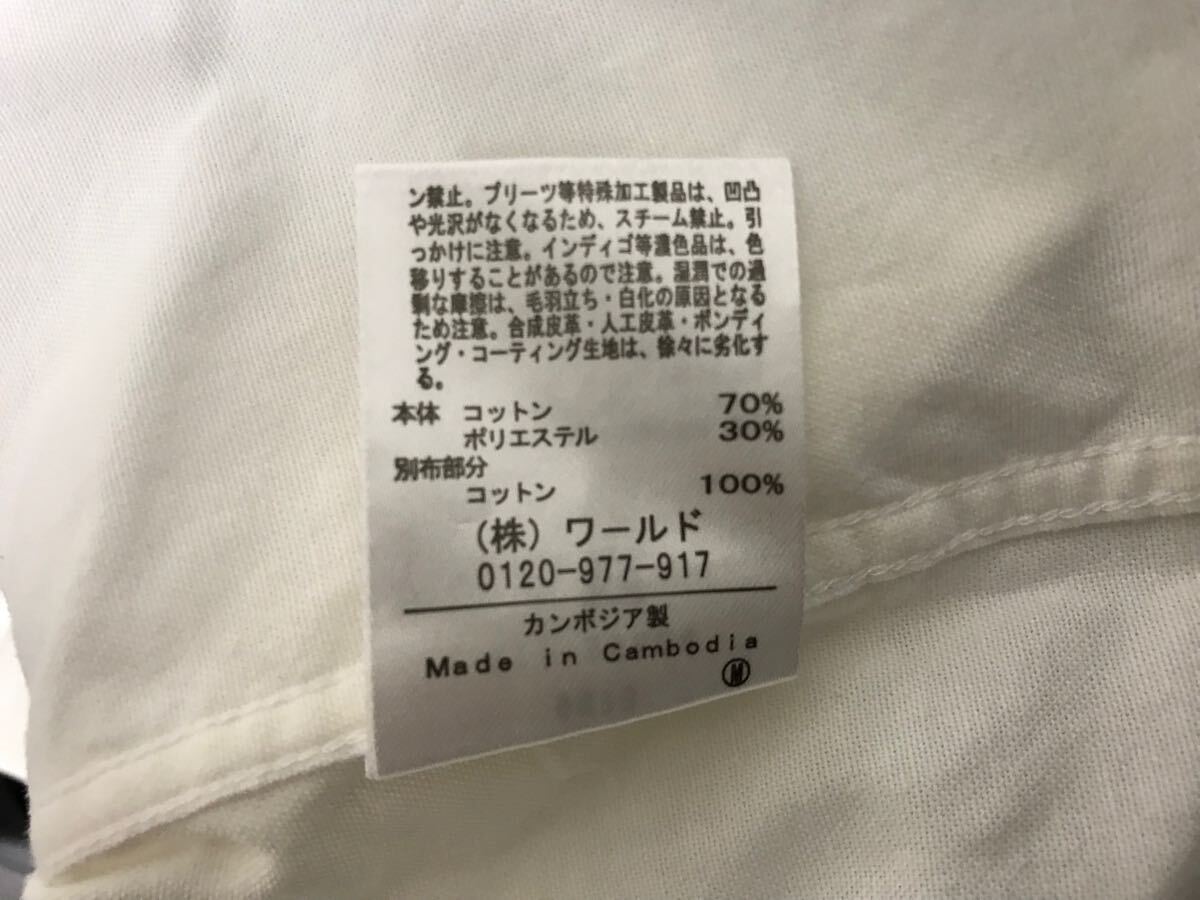 ン禁止。プリーツ等特殊加工製品は、凹凸
や光沢がなくなるため、スチーム禁止。引
っかけに注意。インディゴ等濃色品は、色
移りすることがあるので注意。湿潤での過
剰な摩擦は、毛羽立ち・白化の原因となる
ため注意。合成皮革・人工皮革・ボンディ
ング・コーティング生地は、徐々に劣化す
る。
本体 コットン 70%
ポリエステル 30%
別布部分
コットン 100%
(株) ワールド
0120-977-917
カンボジア製
Made in Cambodia
Ⓜ